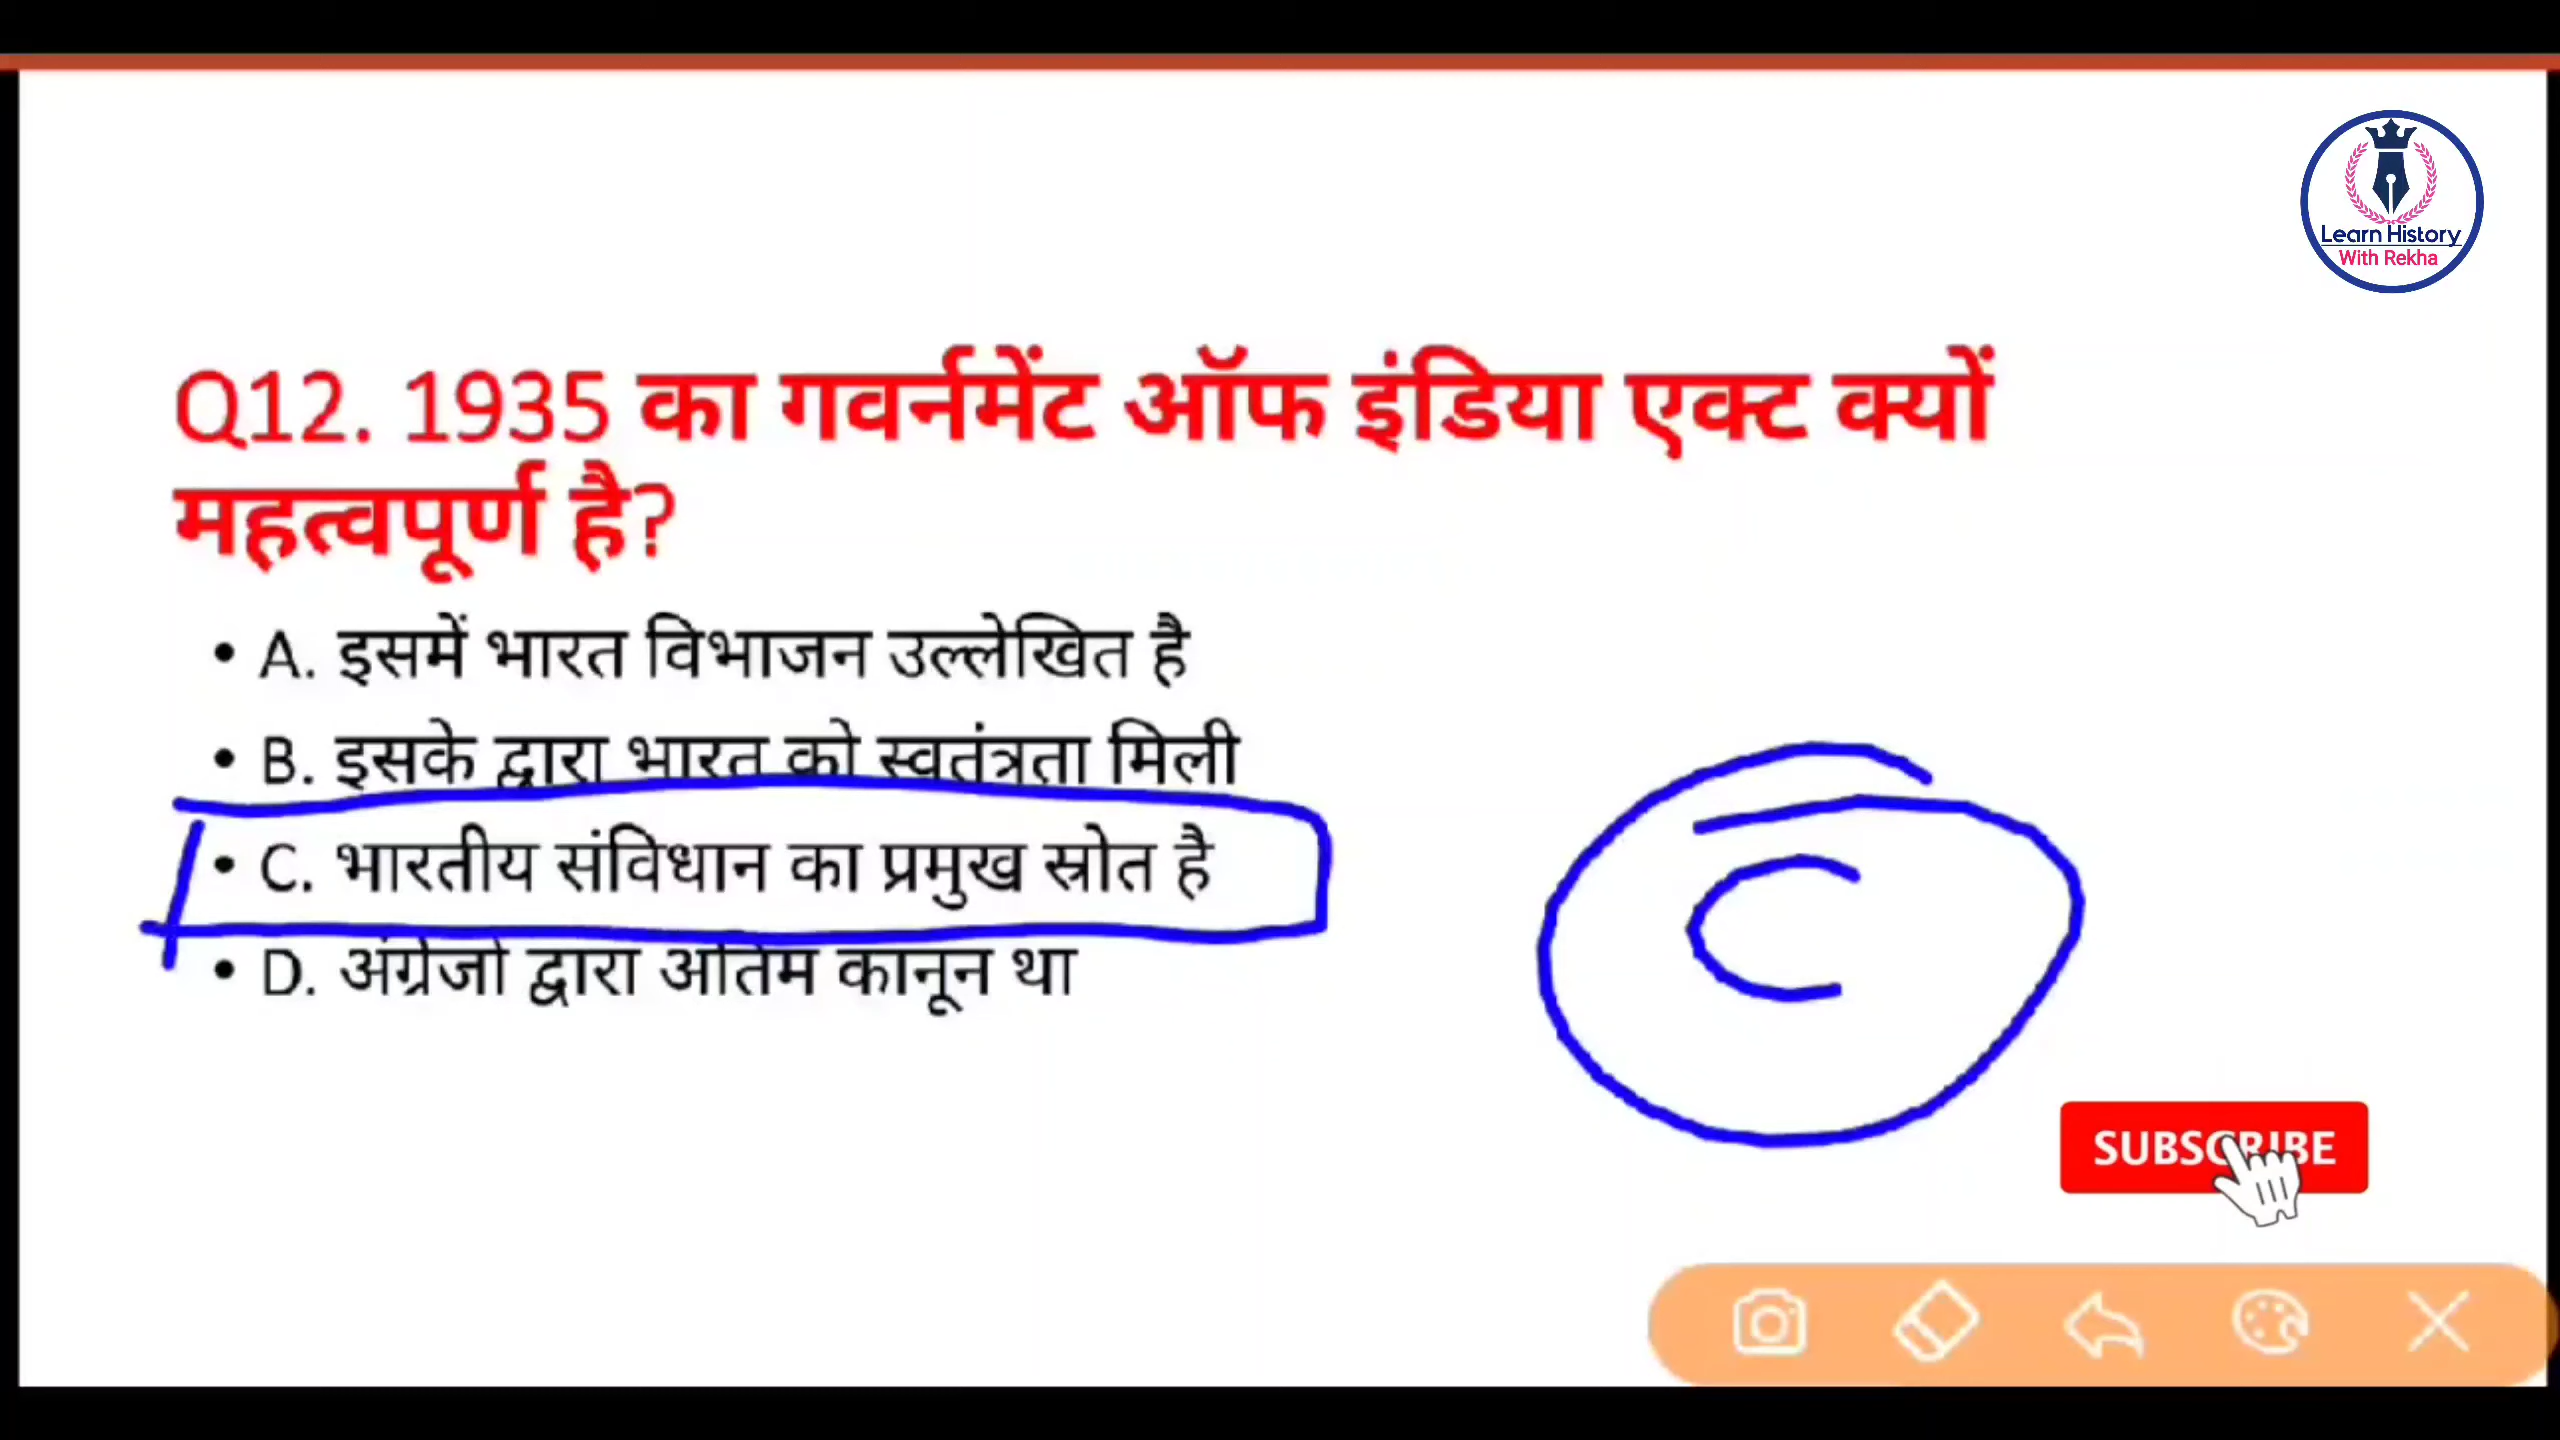 Learn History
With Rekha
Q12. 1935 का गवर्नमेंट ऑफ इंडिया एक्ट क्यों
महत्वपूर्ण है?
• A. इसमें भारत विभाजन उल्लेखित है
• B. इसके द्वारा भारत को स्वतंत्रता मिली
• C. भारतीय संविधान का प्रमुख स्रोत है
• D. अंग्रेजो द्वारा अंतिम कानून था
C
SUBSCRIBE